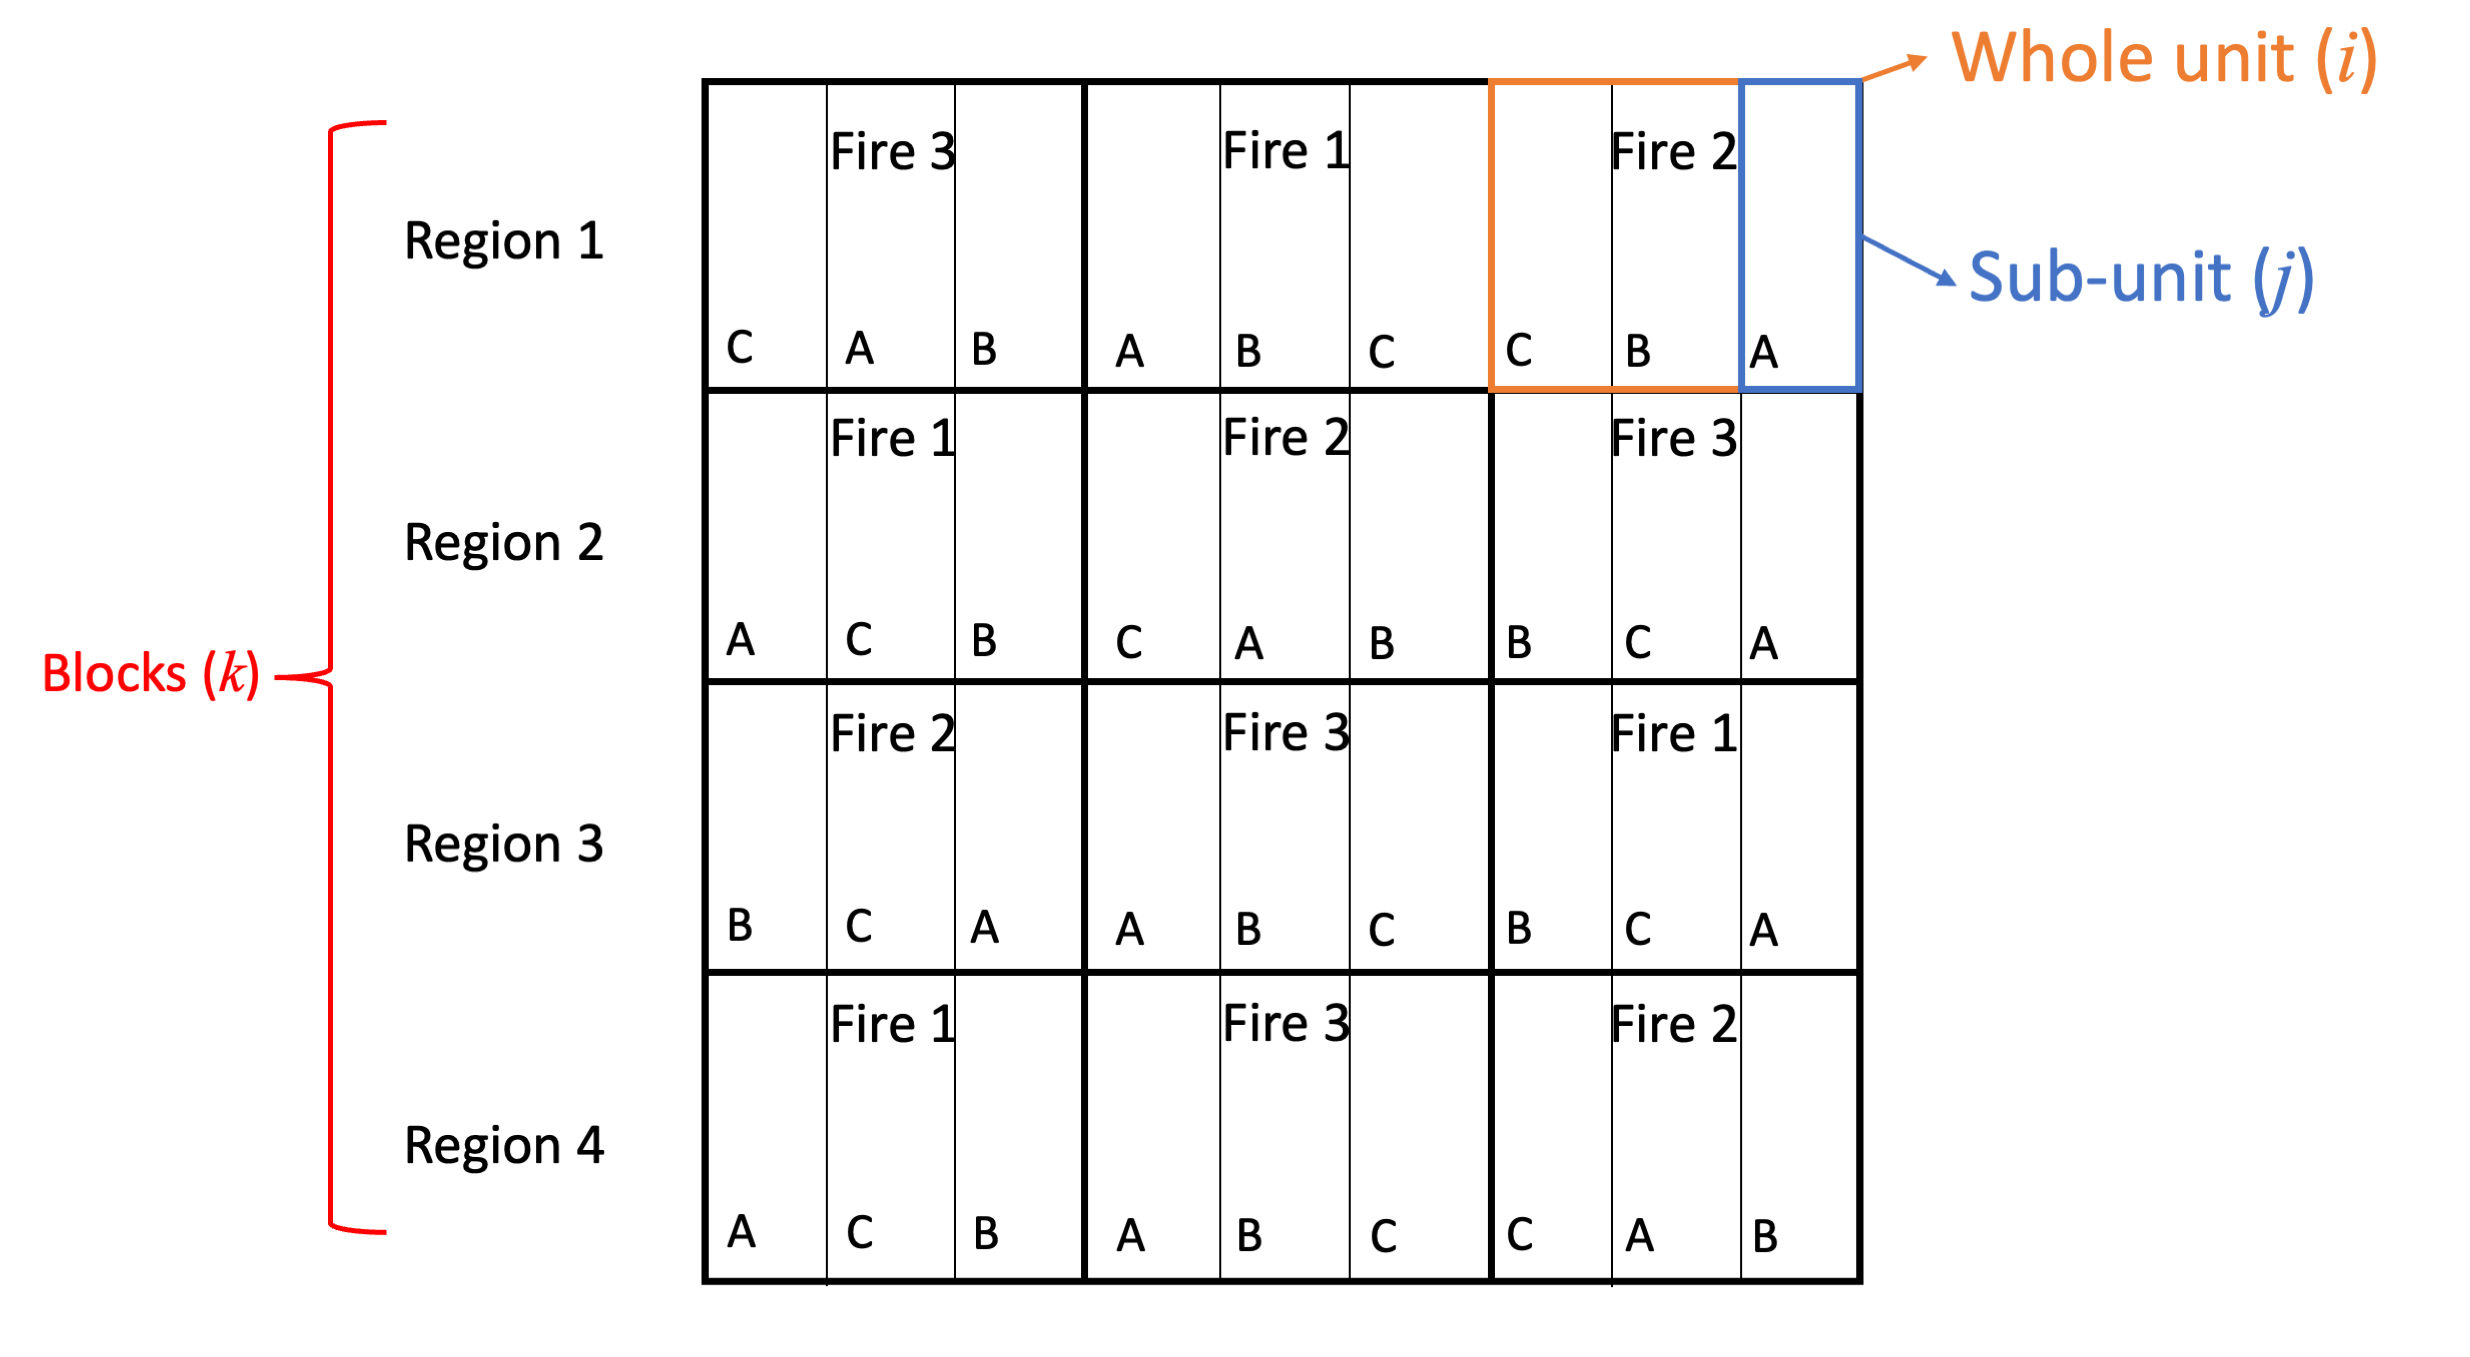 Whole unit (i)
Sub-unit (j)
Blocks (k)
Region 1
Fire 3 Fire 1 Fire 2
C A B A B C C B A
Region 2
Fire 1 Fire 2 Fire 3
A C B C A B B C A
Region 3
Fire 2 Fire 3 Fire 1
B C A A B C B C A
Region 4
Fire 1 Fire 3 Fire 2
A C B A B C C A B